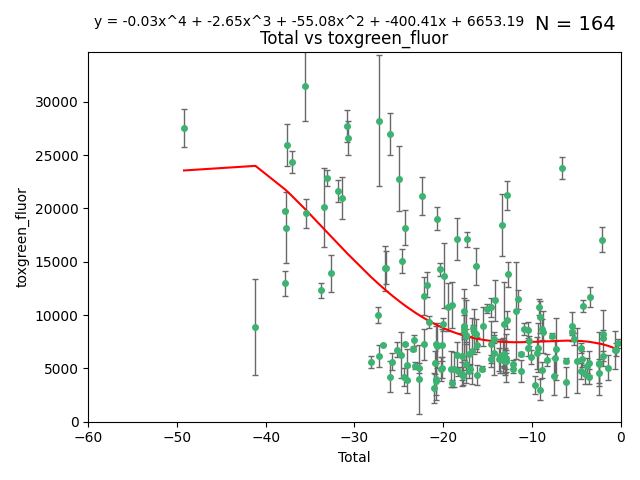 y = -0.03x^4 + -2.65x^3 + -55.08x^2 + -400.41x + 6653.19 N = 164
Total vs toxgreen_fluor
30000
25000
20000
15000
10000
5000
0
toxgreen_fluor
−60 −50 −40 −30 −20 −10 0
Total